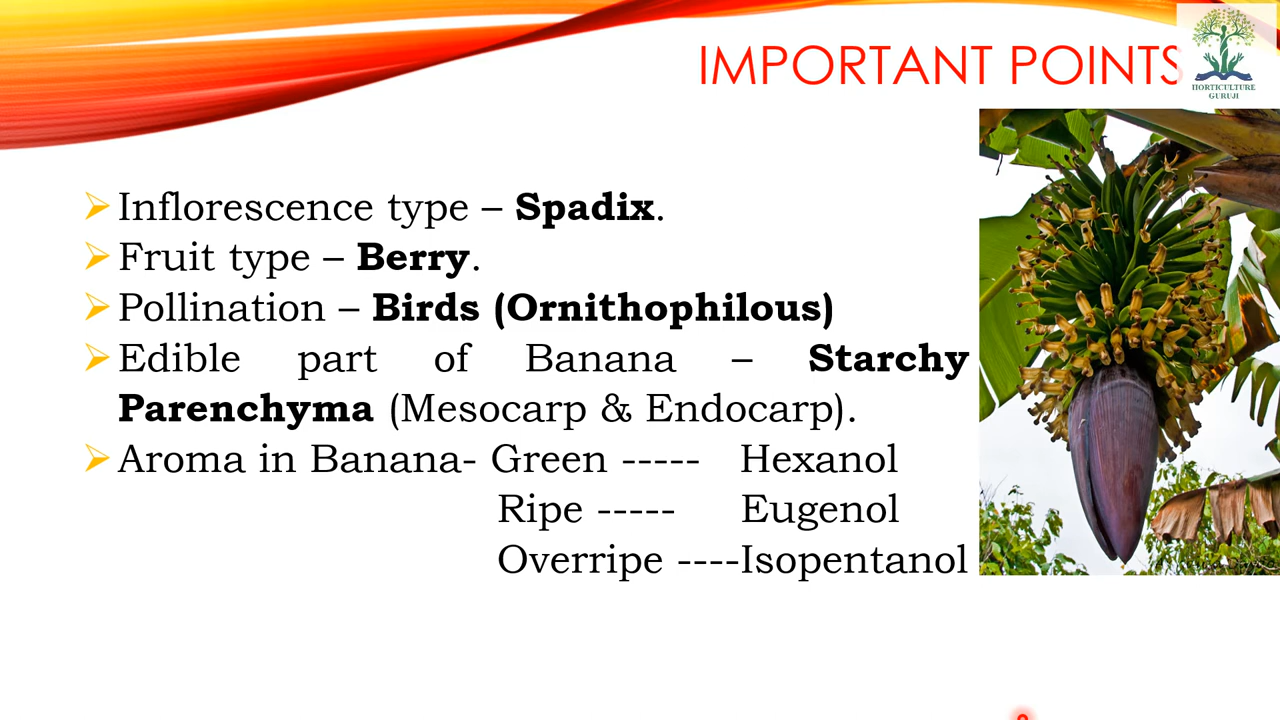 IMPORTANT POINTS
HORTICULTURE
GURUJI
➢Inflorescence type – Spadix.
➢Fruit type – Berry.
➢Pollination – Birds (Ornithophilous)
➢Edible part of Banana – Starchy
Parenchyma (Mesocarp & Endocarp).
➢Aroma in Banana- Green ----- Hexanol
Ripe ----- Eugenol
Overripe ----Isopentanol